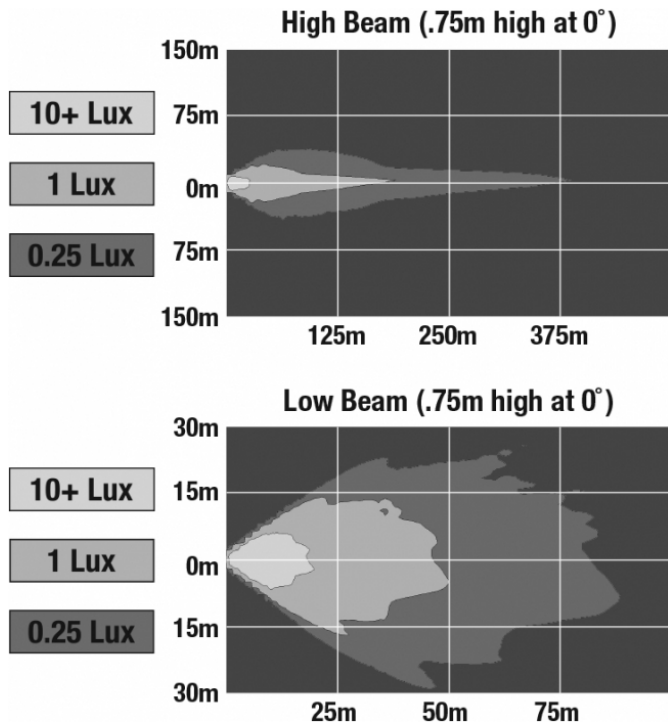 High Beam (.75m high at 0°)
150m
10+ Lux
75m
1 Lux
0m
0.25 Lux
75m
150m
125m 250m 375m
Low Beam (.75m high at 0°)
30m
10+ Lux
15m
1 Lux
0m
0.25 Lux
15m
30m
25m 50m 75m